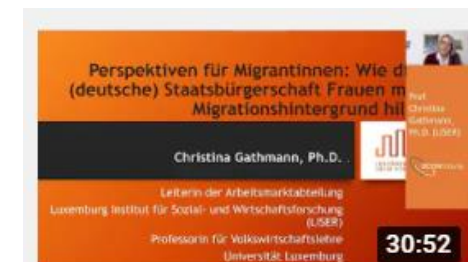 Perspektiven für Migrantinnen: Wie di
(deutsche) Staatsbürgerschaft Frauen m
Migrationshintergrund hil
Christina Gathmann, Ph.D.
Leiterin der Arbeitsmarktabteilung
Luxemburg Institut für Sozial- und Wirtschaftsforschung
(LISER)
Professorin für Volkswirtschaftslehre
Universität Luxemburg
Prof.
Christina
Gathmann,
Ph.D. (LISER)
30:52